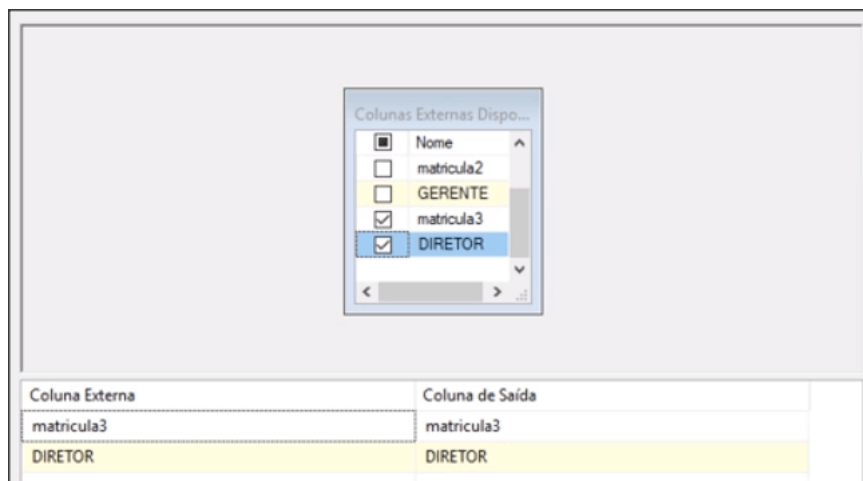 Colunas Externas Dispo...
Nome
matricula2
GERENTE
matricula3
DIRETOR
Coluna Externa Coluna de Saída
matricula3 matricula3
DIRETOR DIRETOR